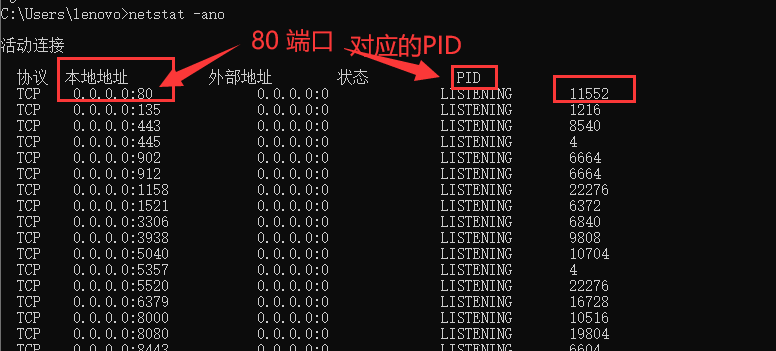 C:\Users\lenovo>netstat -ano
80 端口 对应的PID
活动连接
协议 本地地址 外部地址 状态 PID
TCP 0.0.0.0:80 0.0.0.0:0 LISTENING 11552
TCP 0.0.0.0:135 0.0.0.0:0 LISTENING 1216
TCP 0.0.0.0:443 0.0.0.0:0 LISTENING 8540
TCP 0.0.0.0:445 0.0.0.0:0 LISTENING 4
TCP 0.0.0.0:902 0.0.0.0:0 LISTENING 6664
TCP 0.0.0.0:912 0.0.0.0:0 LISTENING 6664
TCP 0.0.0.0:1158 0.0.0.0:0 LISTENING 22276
TCP 0.0.0.0:1521 0.0.0.0:0 LISTENING 6372
TCP 0.0.0.0:3306 0.0.0.0:0 LISTENING 6840
TCP 0.0.0.0:3938 0.0.0.0:0 LISTENING 9808
TCP 0.0.0.0:5040 0.0.0.0:0 LISTENING 10704
TCP 0.0.0.0:5357 0.0.0.0:0 LISTENING 4
TCP 0.0.0.0:5520 0.0.0.0:0 LISTENING 22276
TCP 0.0.0.0:6379 0.0.0.0:0 LISTENING 16728
TCP 0.0.0.0:8000 0.0.0.0:0 LISTENING 10516
TCP 0.0.0.0:8080 0.0.0.0:0 LISTENING 19804
TCP 0.0.0.0:8443 0.0.0.0:0 LISTENING 6604